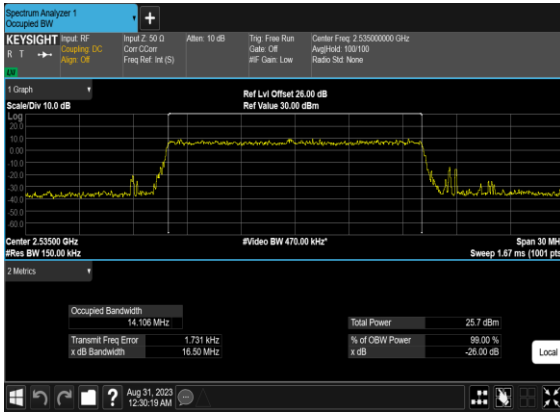 Spectrum Analyzer 1
Occupied BW
KEYSIGHT Input: RF Input Z: 50 Ω Atten: 10 dB Trig: Free Run Center Freq: 2.535000000 GHz
R T Coupling: DC Corr CCorr Gate: Off Avg|Hold: 100/100
Align: Off Freq Ref: Int (S) #IF Gain: Low Radio Std: None
LXI
1 Graph
Ref Lvl Offset 26.00 dB
Scale/Div 10.0 dB Ref Value 30.00 dBm
Log
20.0
10.0
0.00
-10.0
-20.0
-30.0
-40.0
-50.0
-60.0
Center 2.53500 GHz #Video BW 470.00 kHz* Span 30 MH
#Res BW 150.00 kHz Sweep 1.67 ms (1001 pts
2 Metrics
Occupied Bandwidth
14.106 MHz Total Power 25.7 dBm
Transmit Freq Error 1.731 kHz % of OBW Power 99.00 %
x dB Bandwidth 16.50 MHz x dB -26.00 dB
Local
? Aug 31, 2023
12:30:19 AM